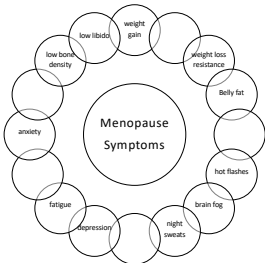 weight
gain
weight loss
resistance
Belly fat
hot flashes
brain fog
night
sweats
depression
fatigue
anxiety
low bone
density
low libido
Menopause
Symptoms